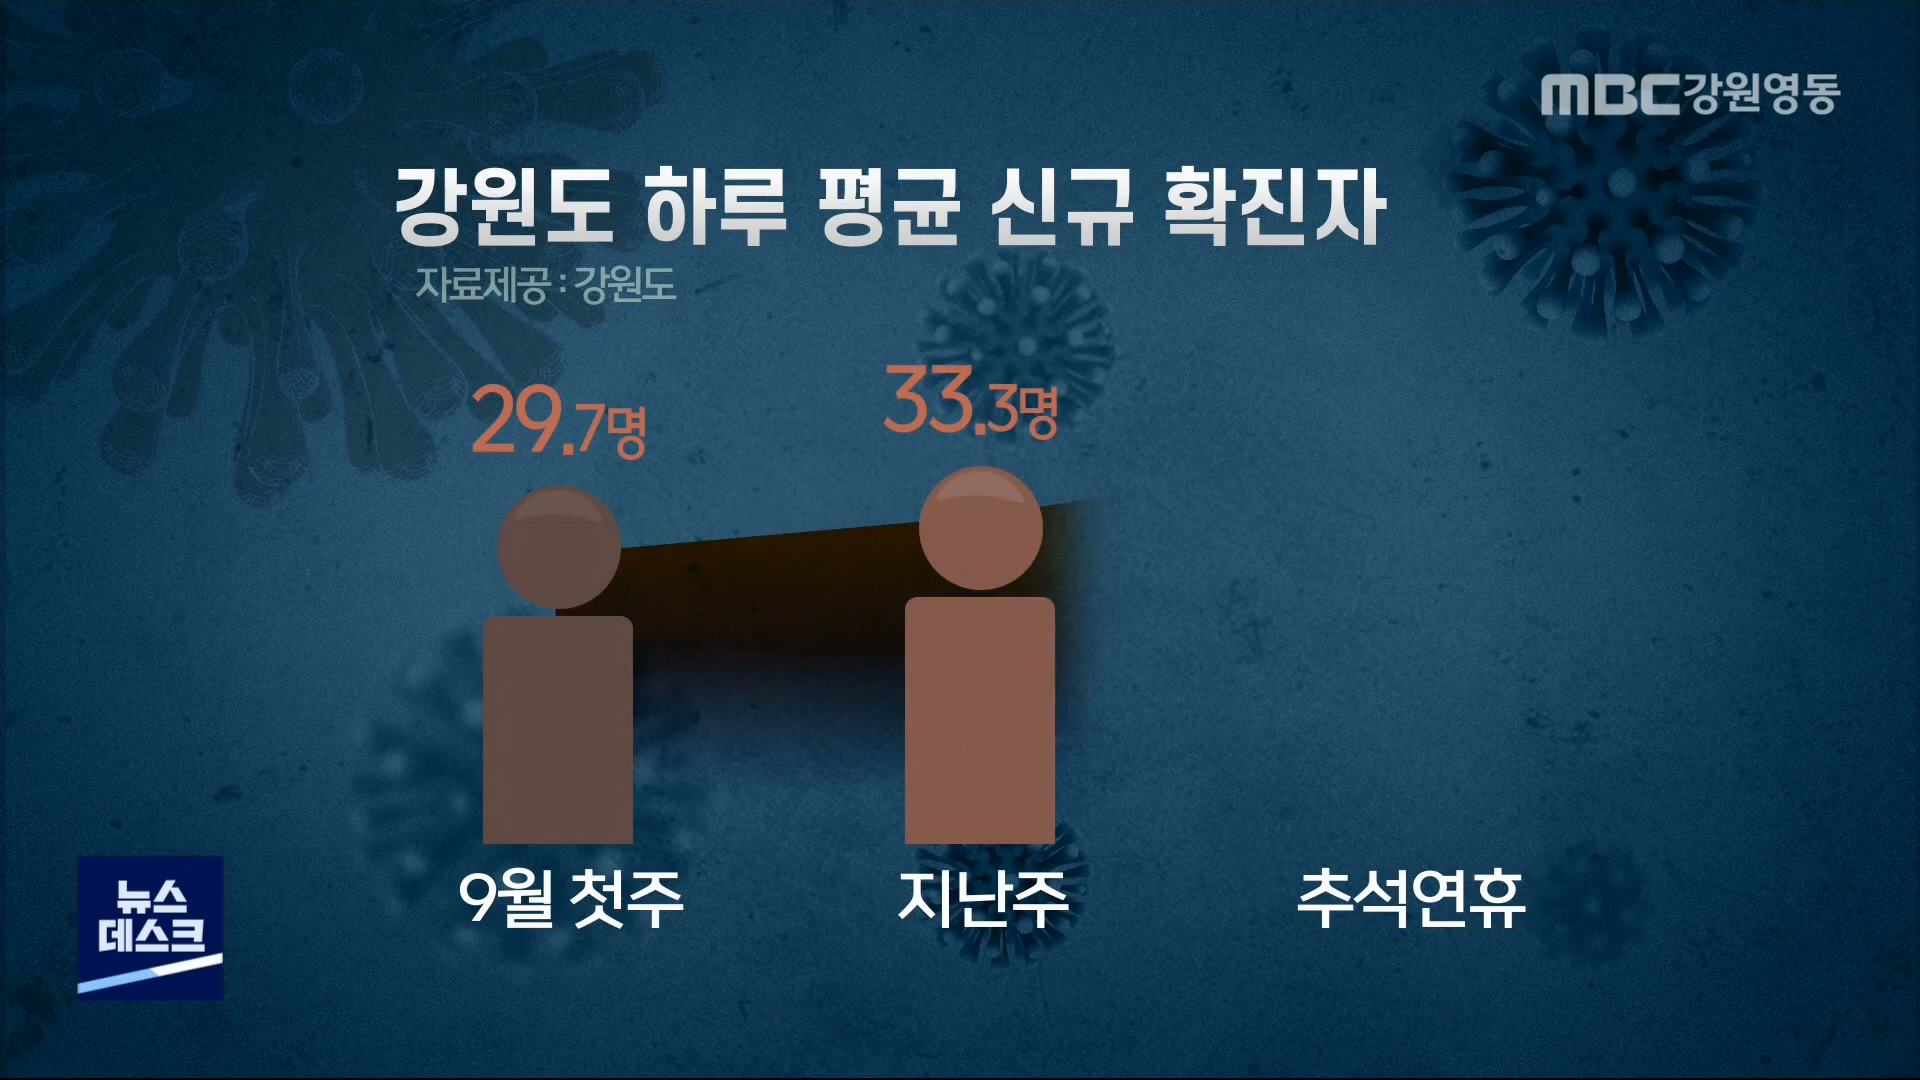 MBC강원영동
강원도 하루 평균 신규 확진자
자료제공 : 강원도
29.7명
33.3명
9월 첫주
지난주
추석연휴
뉴스
데스크